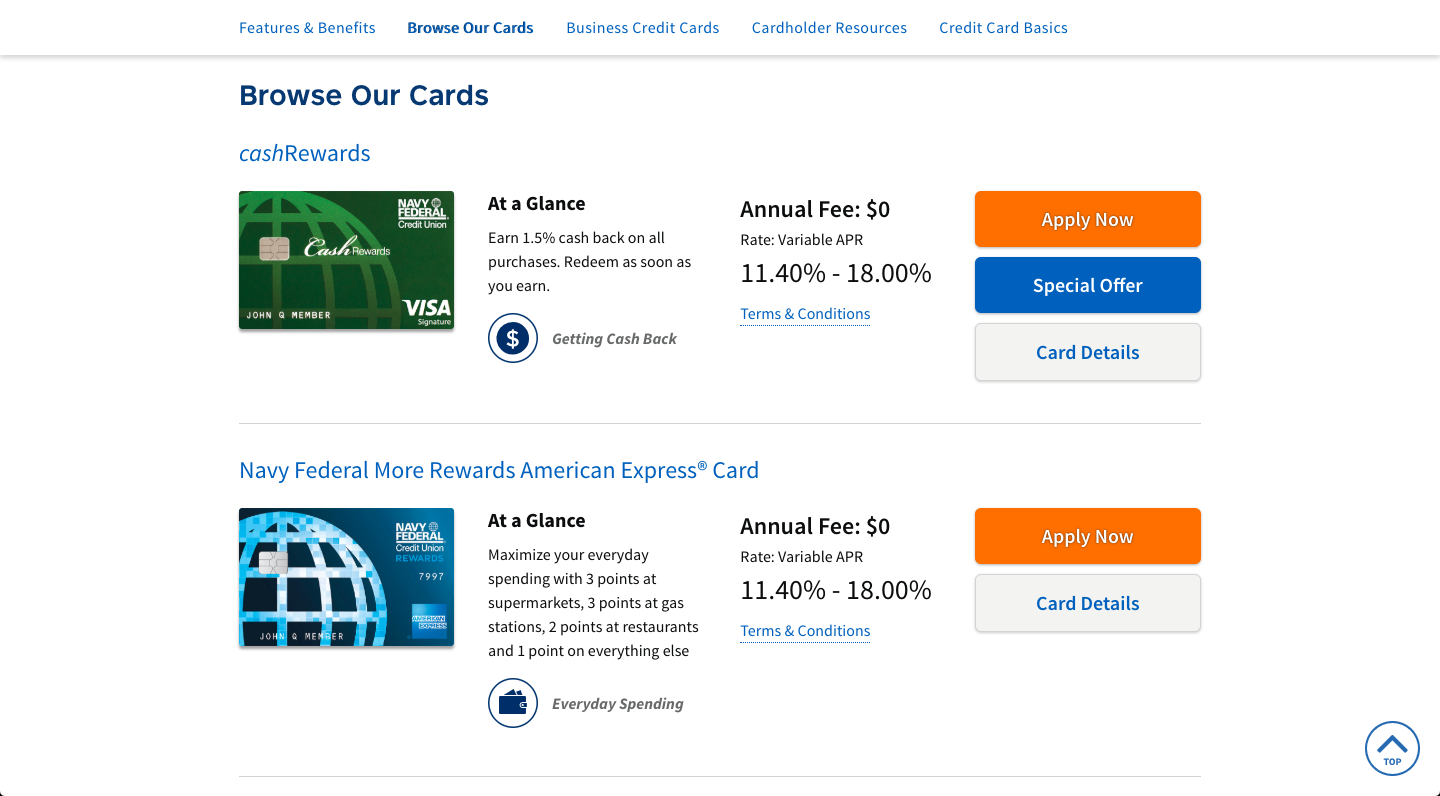 Features & Benefits
Browse Our Cards
Business Credit Cards
Cardholder Resources
Credit Card Basics
Browse Our Cards
cashRewards
NAVY
FEDERAL
Credit Union
Cash Rewards
JOHN Q MEMBER
VISA
Signature
At a Glance
Earn 1.5% cash back on all
purchases. Redeem as soon as
you earn.
$
Getting Cash Back
Annual Fee: $0
Rate: Variable APR
11.40% - 18.00%
Terms & Conditions
Apply Now
Special Offer
Card Details
Navy Federal More Rewards American Express® Card
NAVY
FEDERAL
Credit Union
REWARDS
7997
AMERICAN
EXPRESS
JOHN Q MEMBER
At a Glance
Maximize your everyday
spending with 3 points at
supermarkets, 3 points at gas
stations, 2 points at restaurants
and 1 point on everything else
Everyday Spending
Annual Fee: $0
Rate: Variable APR
11.40% - 18.00%
Terms & Conditions
Apply Now
Card Details
TOP